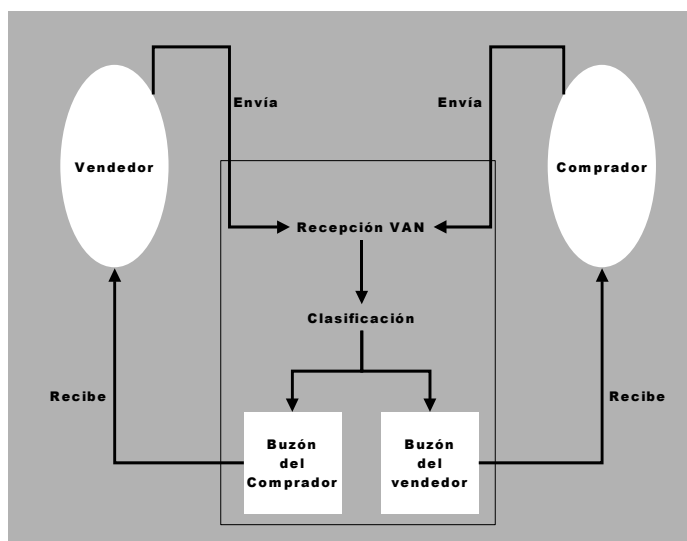 Envía
Envía
Vendedor
Comprador
Recepción VAN
Clasificación
Recibe
Recibe
Buzón
del
Comprador
Buzón
del
vendedor